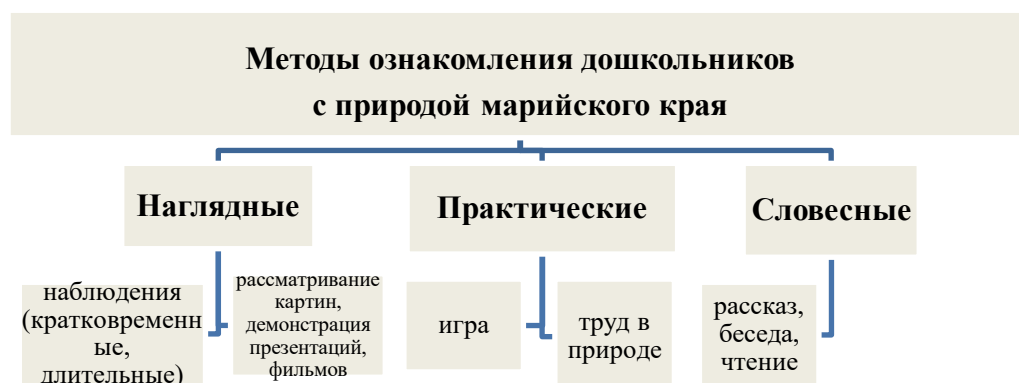 Методы ознакомления дошкольников
с природой марийского края
Наглядные
Практические
Словесные
наблюдения
(кратковременн
ые,
длительные)
рассматривание
картин,
демонстрация
презентаций,
фильмов
игра
труд в
природе
рассказ,
беседа,
чтение